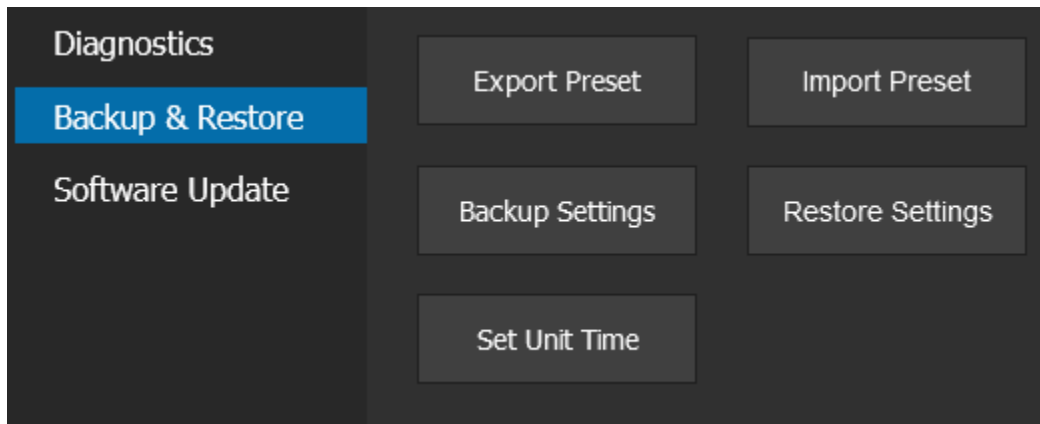 Diagnostics
Backup & Restore
Software Update
Export Preset
Import Preset
Backup Settings
Restore Settings
Set Unit Time